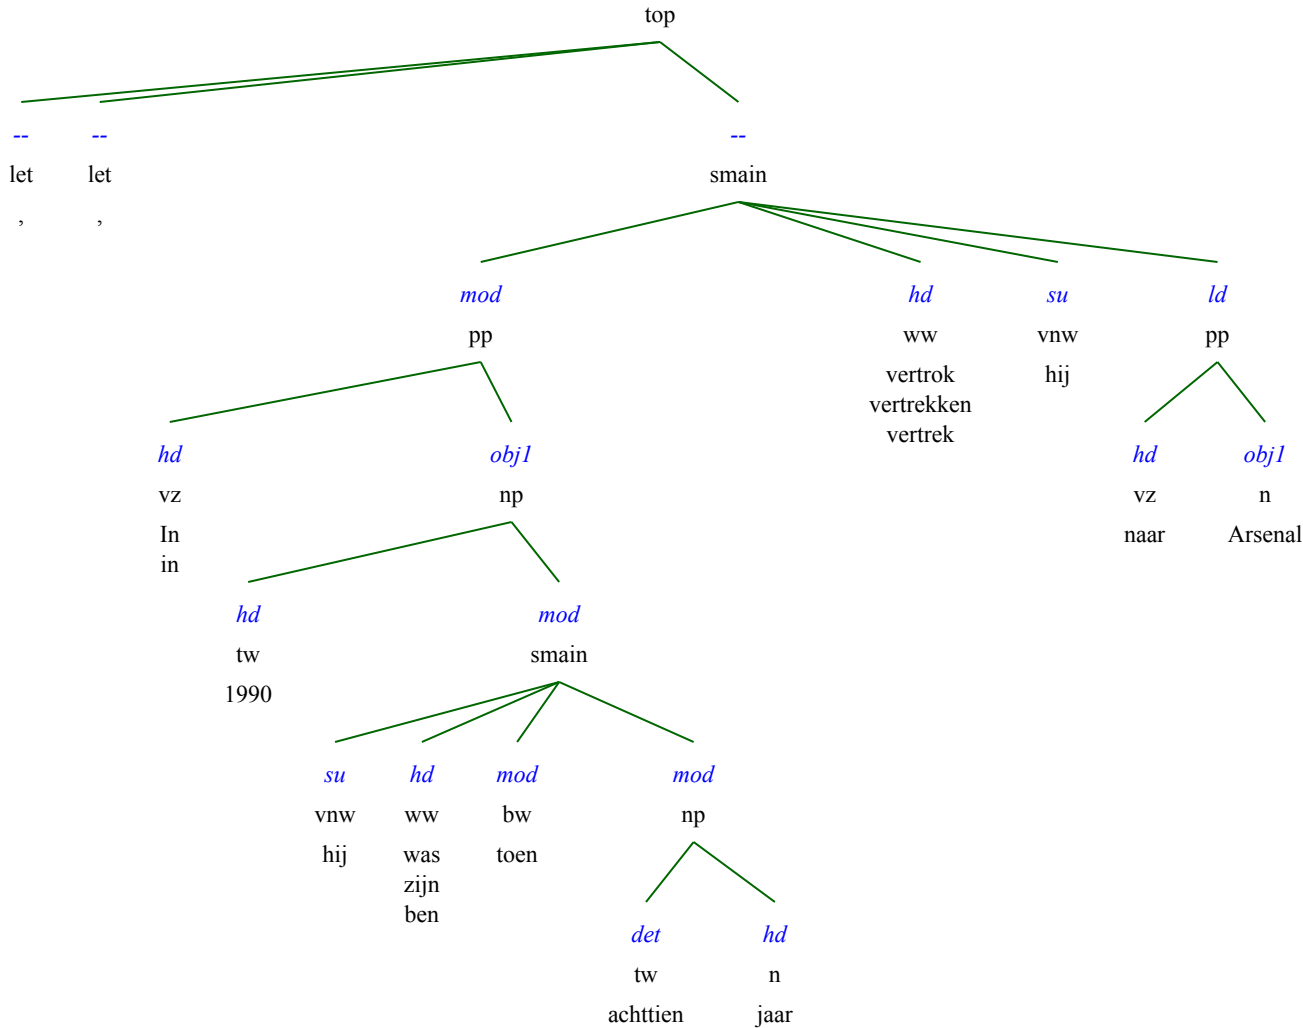 top
-- -- --
let let smain
, ,
mod hd su ld
pp ww vnw pp
vertrok hij
vertrekken
vertrek
hd obj1 hd obj1
vz np vz n
In naar Arsenal
in
hd mod
tw smain
1990
su hd mod mod
vnw ww bw np
hij was toen
zijn
ben
det hd
tw n
achttien jaar